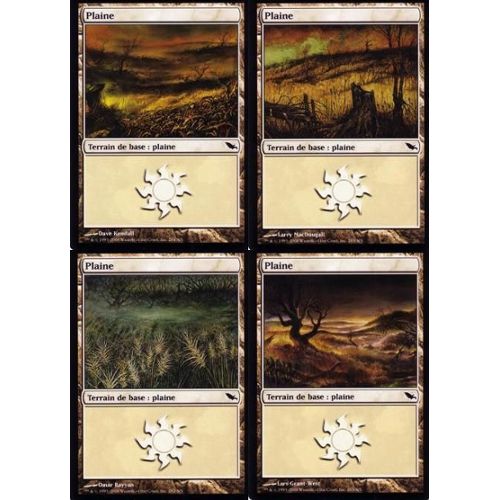 Plaine
Terrain de base : plaine
Dave Kendall
Plaine
Terrain de base : plaine
Larry MacDougall
Plaine
Terrain de base : plaine
Omar Rayyan
Plaine
Terrain de base : plaine
Lars Grant-West